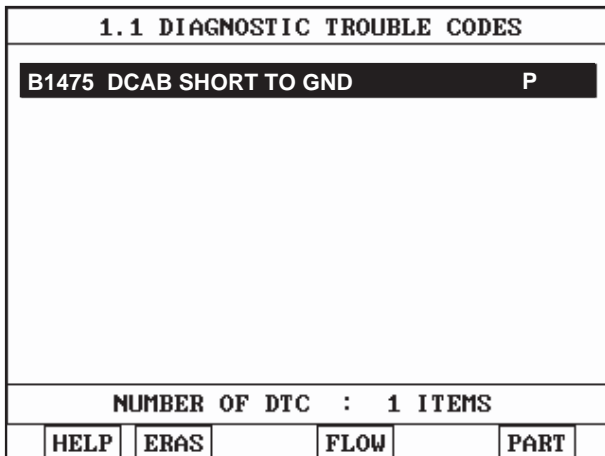 1.1 DIAGNOSTIC TROUBLE CODES
B1475 DCAB SHORT TO GND P
NUMBER OF DTC : 1 ITEMS
HELP ERAS FLOW PART